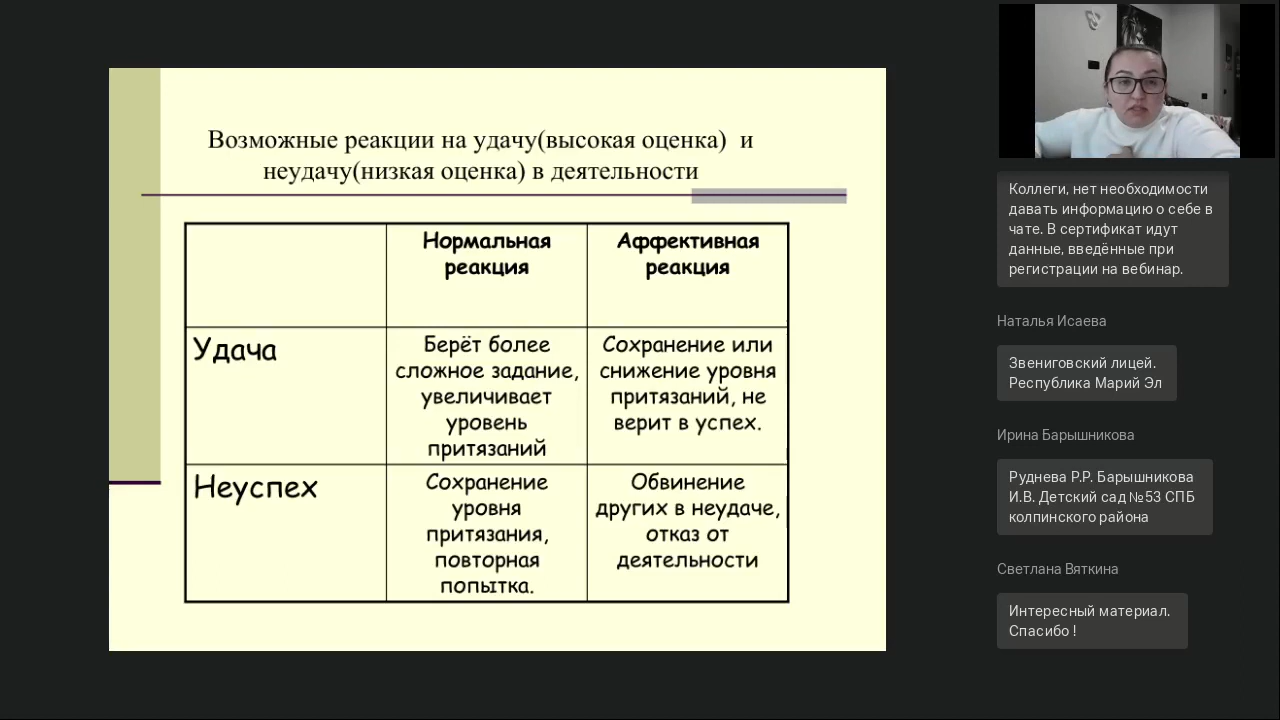 Возможные реакции на удачу(высокая оценка) и
неудачу(низкая оценка) в деятельности
Нормальная
реакция
Аффективная
реакция
Удача
Берёт более
сложное задание,
увеличивает
уровень
притязаний
Сохранение или
снижение уровня
притязаний, не
верит в успех.
Неуспех
Сохранение
уровня
притязания,
повторная
попытка.
Обвинение
других в неудаче,
отказ от
деятельности
Коллеги, нет необходимости
давать информацию о себе в
чате. В сертификат идут
данные, введённые при
регистрации на вебинар.
Наталья Исаева
Звениговский лицей.
Республика Марий Эл
Ирина Барышникова
Руднева Р.Р. Барышникова
И.В. Детский сад №53 СПБ
колпинского района
Светлана Вяткина
Интересный материал.
Спасибо !